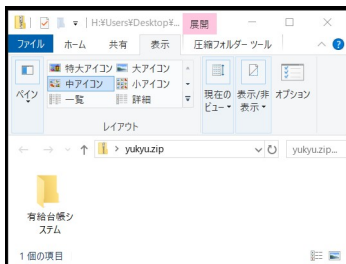 H:¥Users¥Desktop¥...
展開
ファイル ホーム 共有 表示 圧縮フォルダー ツール
ペイン
特大アイコン 大アイコン
中アイコン 小アイコン
一覧 詳細
現在の
ビュー
表示/非
表示
オプション
レイアウト
yukyu.zip
yukyu.zip...
有給台帳シ
ステム
1 個の項目